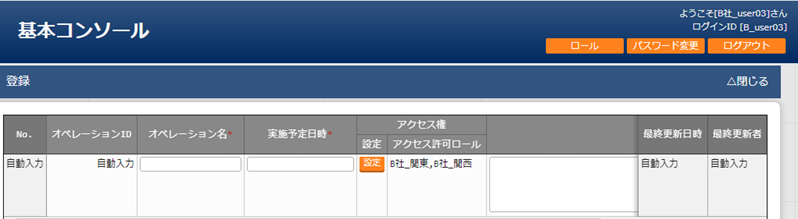 ようこそ[B社_user03]さん
基本コンソール
ログインID [B_user03]
ロール パスワード変更 ログアウト
登録 △閉じる
No. オペレーションID オペレーション名* 実施予定日時* アクセス権 最終更新日時 最終更新者
設定 アクセス許可ロール
自動入力 自動入力 設定 B社_関東,B社_関西 自動入力 自動入力